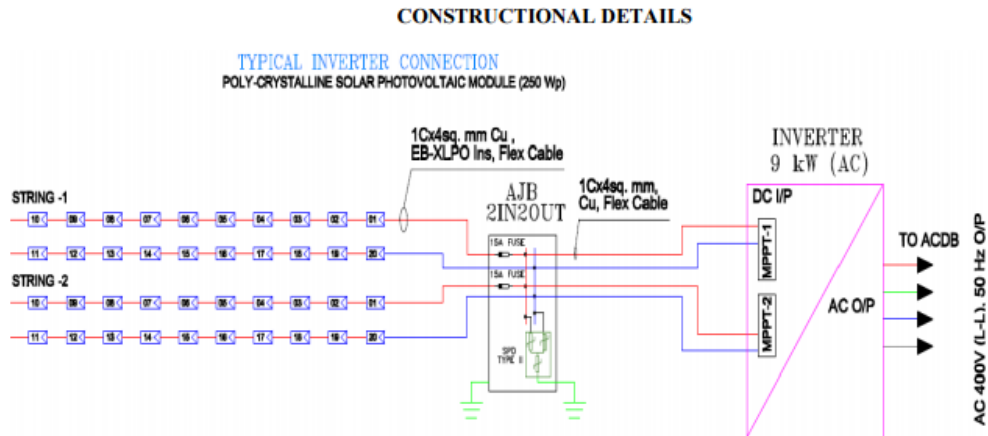 CONSTRUCTIONAL DETAILS
TYPICAL INVERTER CONNECTION
POLY-CRYSTALLINE SOLAR PHOTOVOLTAIC MODULE (250 Wp)
1Cx4sq. mm Cu ,
EB-XLPO Ins, Flex Cable
INVERTER
9 kW (AC)
STRING -1
AJB
2IN2OUT
1Cx4sq. mm,
Cu, Flex Cable
DC I/P
10 09 08 07 06 05 04 03 02 01
15A FUSE
MPPT-1
TO ACDB
11 12 13 14 15 16 17 18 19 20
STRING -2
15A FUSE
10 09 08 07 06 05 04 03 02 01
MPPT-2
AC O/P
11 12 13 14 15 16 17 18 19 20
SPD
TYPE II
AC 400V (L-L), 50 Hz O/P